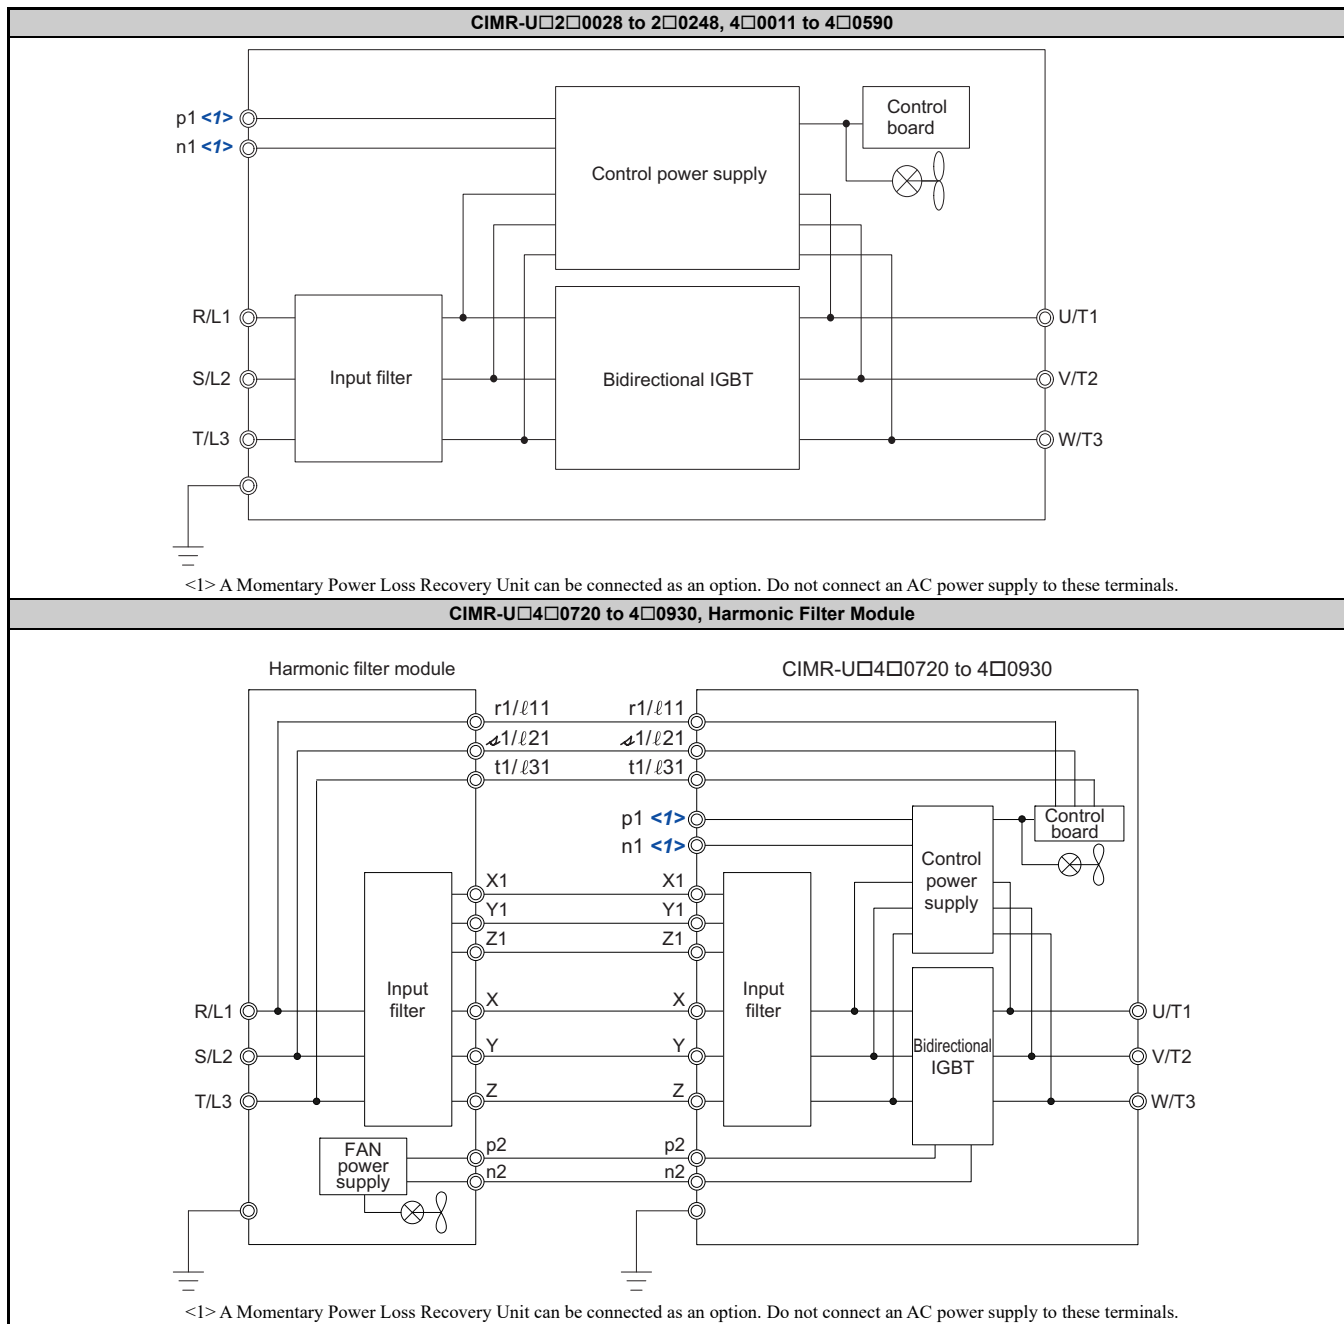 CIMR-U□2□0028 to 2□0248, 4□0011 to 4□0590
p1 <1>
n1 <1>
Control power supply
Control
board
R/L1
S/L2
T/L3
Input filter
Bidirectional IGBT
U/T1
V/T2
W/T3
<1> A Momentary Power Loss Recovery Unit can be connected as an option. Do not connect an AC power supply to these terminals.
CIMR-U□4□0720 to 4□0930, Harmonic Filter Module
Harmonic filter module
CIMR-U□4□0720 to 4□0930
r1/ℓ11
r1/ℓ11
s1/ℓ21
s1/ℓ21
t1/ℓ31
t1/ℓ31
p1 <1>
n1 <1>
Control
board
Control
power
supply
X1
X1
Y1
Y1
Z1
Z1
Input
filter
Input
filter
R/L1
X
X
U/T1
S/L2
Y
Y
Bidirectional
IGBT
V/T2
T/L3
Z
Z
W/T3
FAN
power
supply
p2
p2
n2
n2
<1> A Momentary Power Loss Recovery Unit can be connected as an option. Do not connect an AC power supply to these terminals.